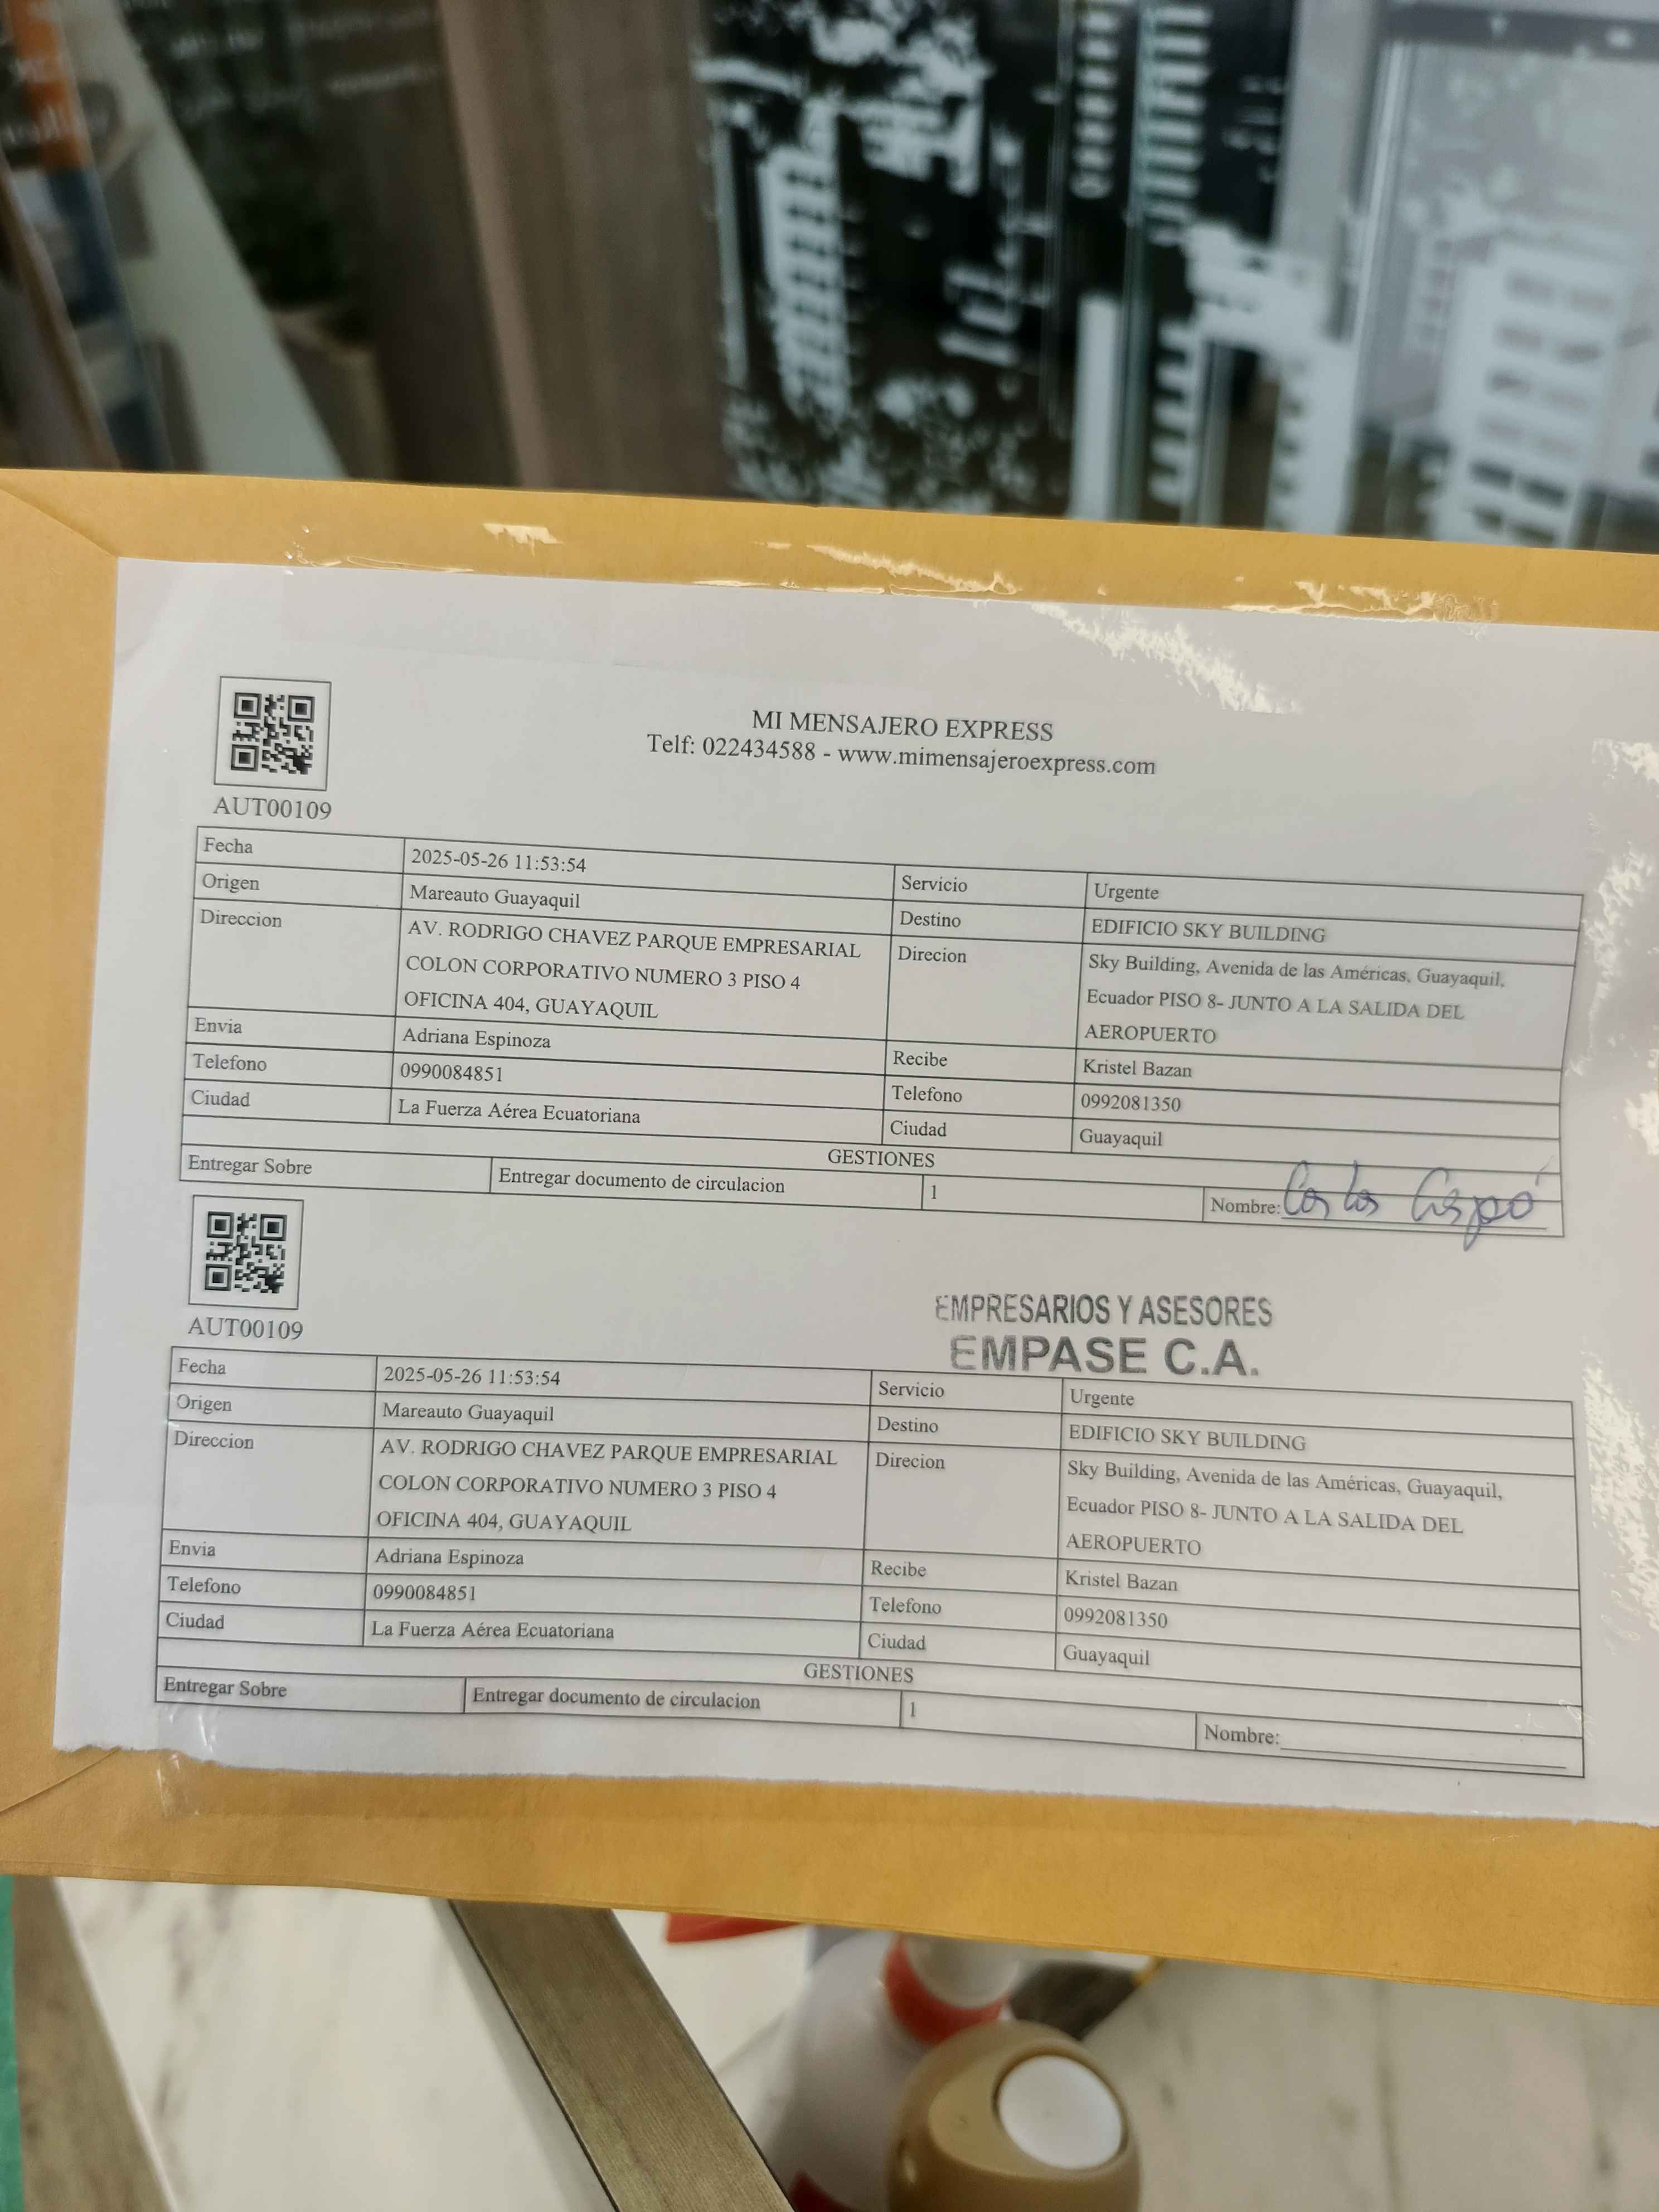 MI MENSAJERO EXPRESS
Telf: 022434588 - www.mimensajeroexpress.com
AUT00109
Fecha 2025-05-26 11:53:54 Servicio Urgente
Origen Mareauto Guayaquil Destino EDIFICIO SKY BUILDING
Direccion AV. RODRIGO CHAVEZ PARQUE EMPRESARIAL Direcion Sky Building, Avenida de las Américas, Guayaquil,
COLON CORPORATIVO NUMERO 3 PISO 4 Ecuador PISO 8- JUNTO A LA SALIDA DEL
OFICINA 404, GUAYAQUIL AEROPUERTO
Envia Adriana Espinoza Recibe Kristel Bazan
Telefono 0990084851 Telefono 0992081350
Ciudad La Fuerza Aérea Ecuatoriana Ciudad Guayaquil
GESTIONES
Entregar Sobre Entregar documento de circulacion 1 Nombre:
AUT00109
EMPRESARIOS Y ASESORES
EMPASE C.A.
Fecha 2025-05-26 11:53:54 Servicio Urgente
Origen Mareauto Guayaquil Destino EDIFICIO SKY BUILDING
Direccion AV. RODRIGO CHAVEZ PARQUE EMPRESARIAL Direcion Sky Building, Avenida de las Américas, Guayaquil,
COLON CORPORATIVO NUMERO 3 PISO 4 Ecuador PISO 8- JUNTO A LA SALIDA DEL
OFICINA 404, GUAYAQUIL AEROPUERTO
Envia Adriana Espinoza Recibe Kristel Bazan
Telefono 0990084851 Telefono 0992081350
Ciudad La Fuerza Aérea Ecuatoriana Ciudad Guayaquil
GESTIONES
Entregar Sobre Entregar documento de circulacion 1 Nombre: